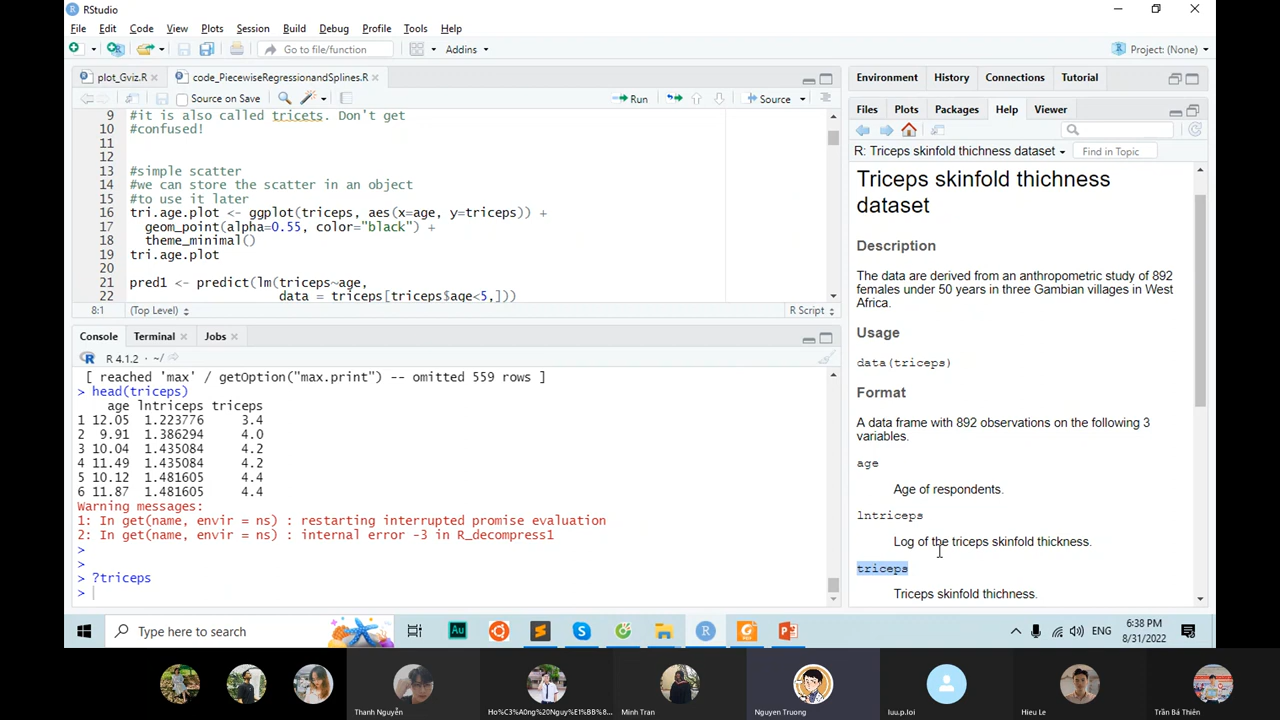 RStudio
File Edit Code View Plots Session Build Debug Profile Tools Help
Go to file/function
Addins
Project: (None)
plot_Gviz.R
code_PiecewiseRegressionandSplines.R
Source on Save
Run
Source
9 #it is also called tricets. Don't get
10 #confused!
11
12
13 #simple scatter
14 #we can store the scatter in an object
15 #to use it later
16 tri.age.plot <- ggplot(triceps, aes(x=age, y=triceps)) +
17 geom_point(alpha=0.55, color="black") +
18 theme_minimal()
19 tri.age.plot
20
21 pred1 <- predict(lm(triceps~age,
22 data = triceps[triceps$age<5,]))
8:1 (Top Level) R Script
Console Terminal Jobs
R 4.1.2 · ~/
[ reached 'max' / getOption("max.print") -- omitted 559 rows ]
> head(triceps)
age lntriceps triceps
1 12.05 1.223776 3.4
2 9.91 1.386294 4.0
3 10.04 1.435084 4.2
4 11.49 1.435084 4.2
5 10.12 1.481605 4.4
6 11.87 1.481605 4.4
Warning messages:
1: In get(name, envir = ns) : restarting interrupted promise evaluation
2: In get(name, envir = ns) : internal error -3 in R_decompress1
>
>
> ?triceps
>
Environment History Connections Tutorial
Files Plots Packages Help Viewer
R: Triceps skinfold thichness dataset
Find in Topic
Triceps skinfold thichness
dataset
Description
The data are derived from an anthropometric study of 892
females under 50 years in three Gambian villages in West
Africa.
Usage
data(triceps)
Format
A data frame with 892 observations on the following 3
variables.
age
Age of respondents.
lntriceps
Log of the triceps skinfold thickness.
triceps
Triceps skinfold thichness.
Type here to search
Au
ENG
6:38 PM
8/31/2022
Thanh Nguyễn
Ho%C3%A0ng%20Nguy%E1%BB%8...
Minh Tran
Nguyen Truong
luu.p.loi
Hieu Le
Trần Bá Thiên